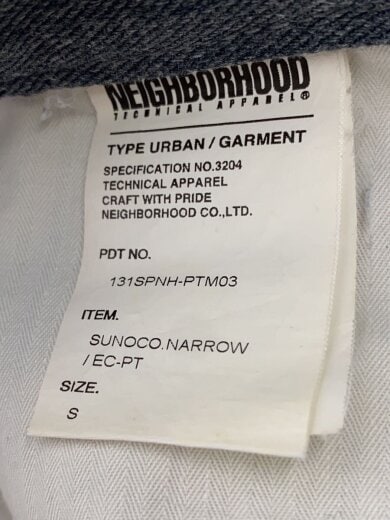 NEIGHBORHOOD
TECHNICAL APPAREL®
TYPE URBAN / GARMENT
SPECIFICATION NO.3204
TECHNICAL APPAREL
CRAFT WITH PRIDE
NEIGHBORHOOD CO.,LTD.
PDT NO.
131SPNH-PTM03
ITEM.
SUNOCO.NARROW
/ EC-PT
SIZE.
S